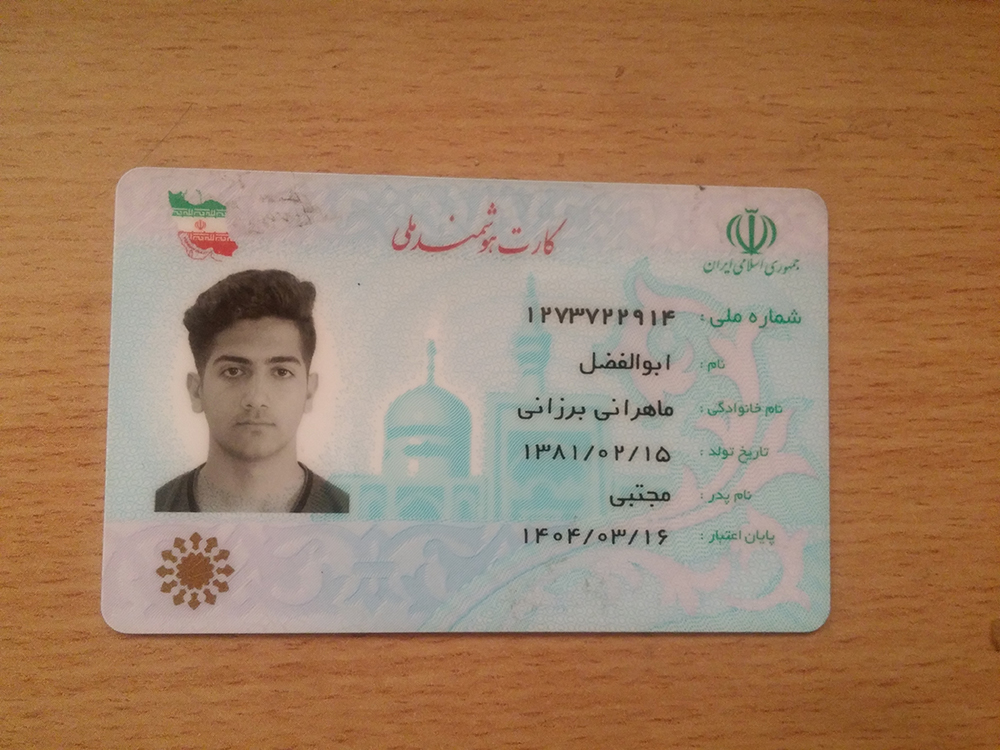 کارت هوشمند ملی
جمهوری اسلامی ایران
شماره ملی : ۱۲۷۳۷۲۲۹۱۴
نام : ابوالفضل
نام خانوادگی : ماهرانی برزانی
تاریخ تولد : ۱۳۸۱/۰۲/۱۵
نام پدر : مجتبی
پایان اعتبار : ۱۴۰۴/۰۳/۱۶